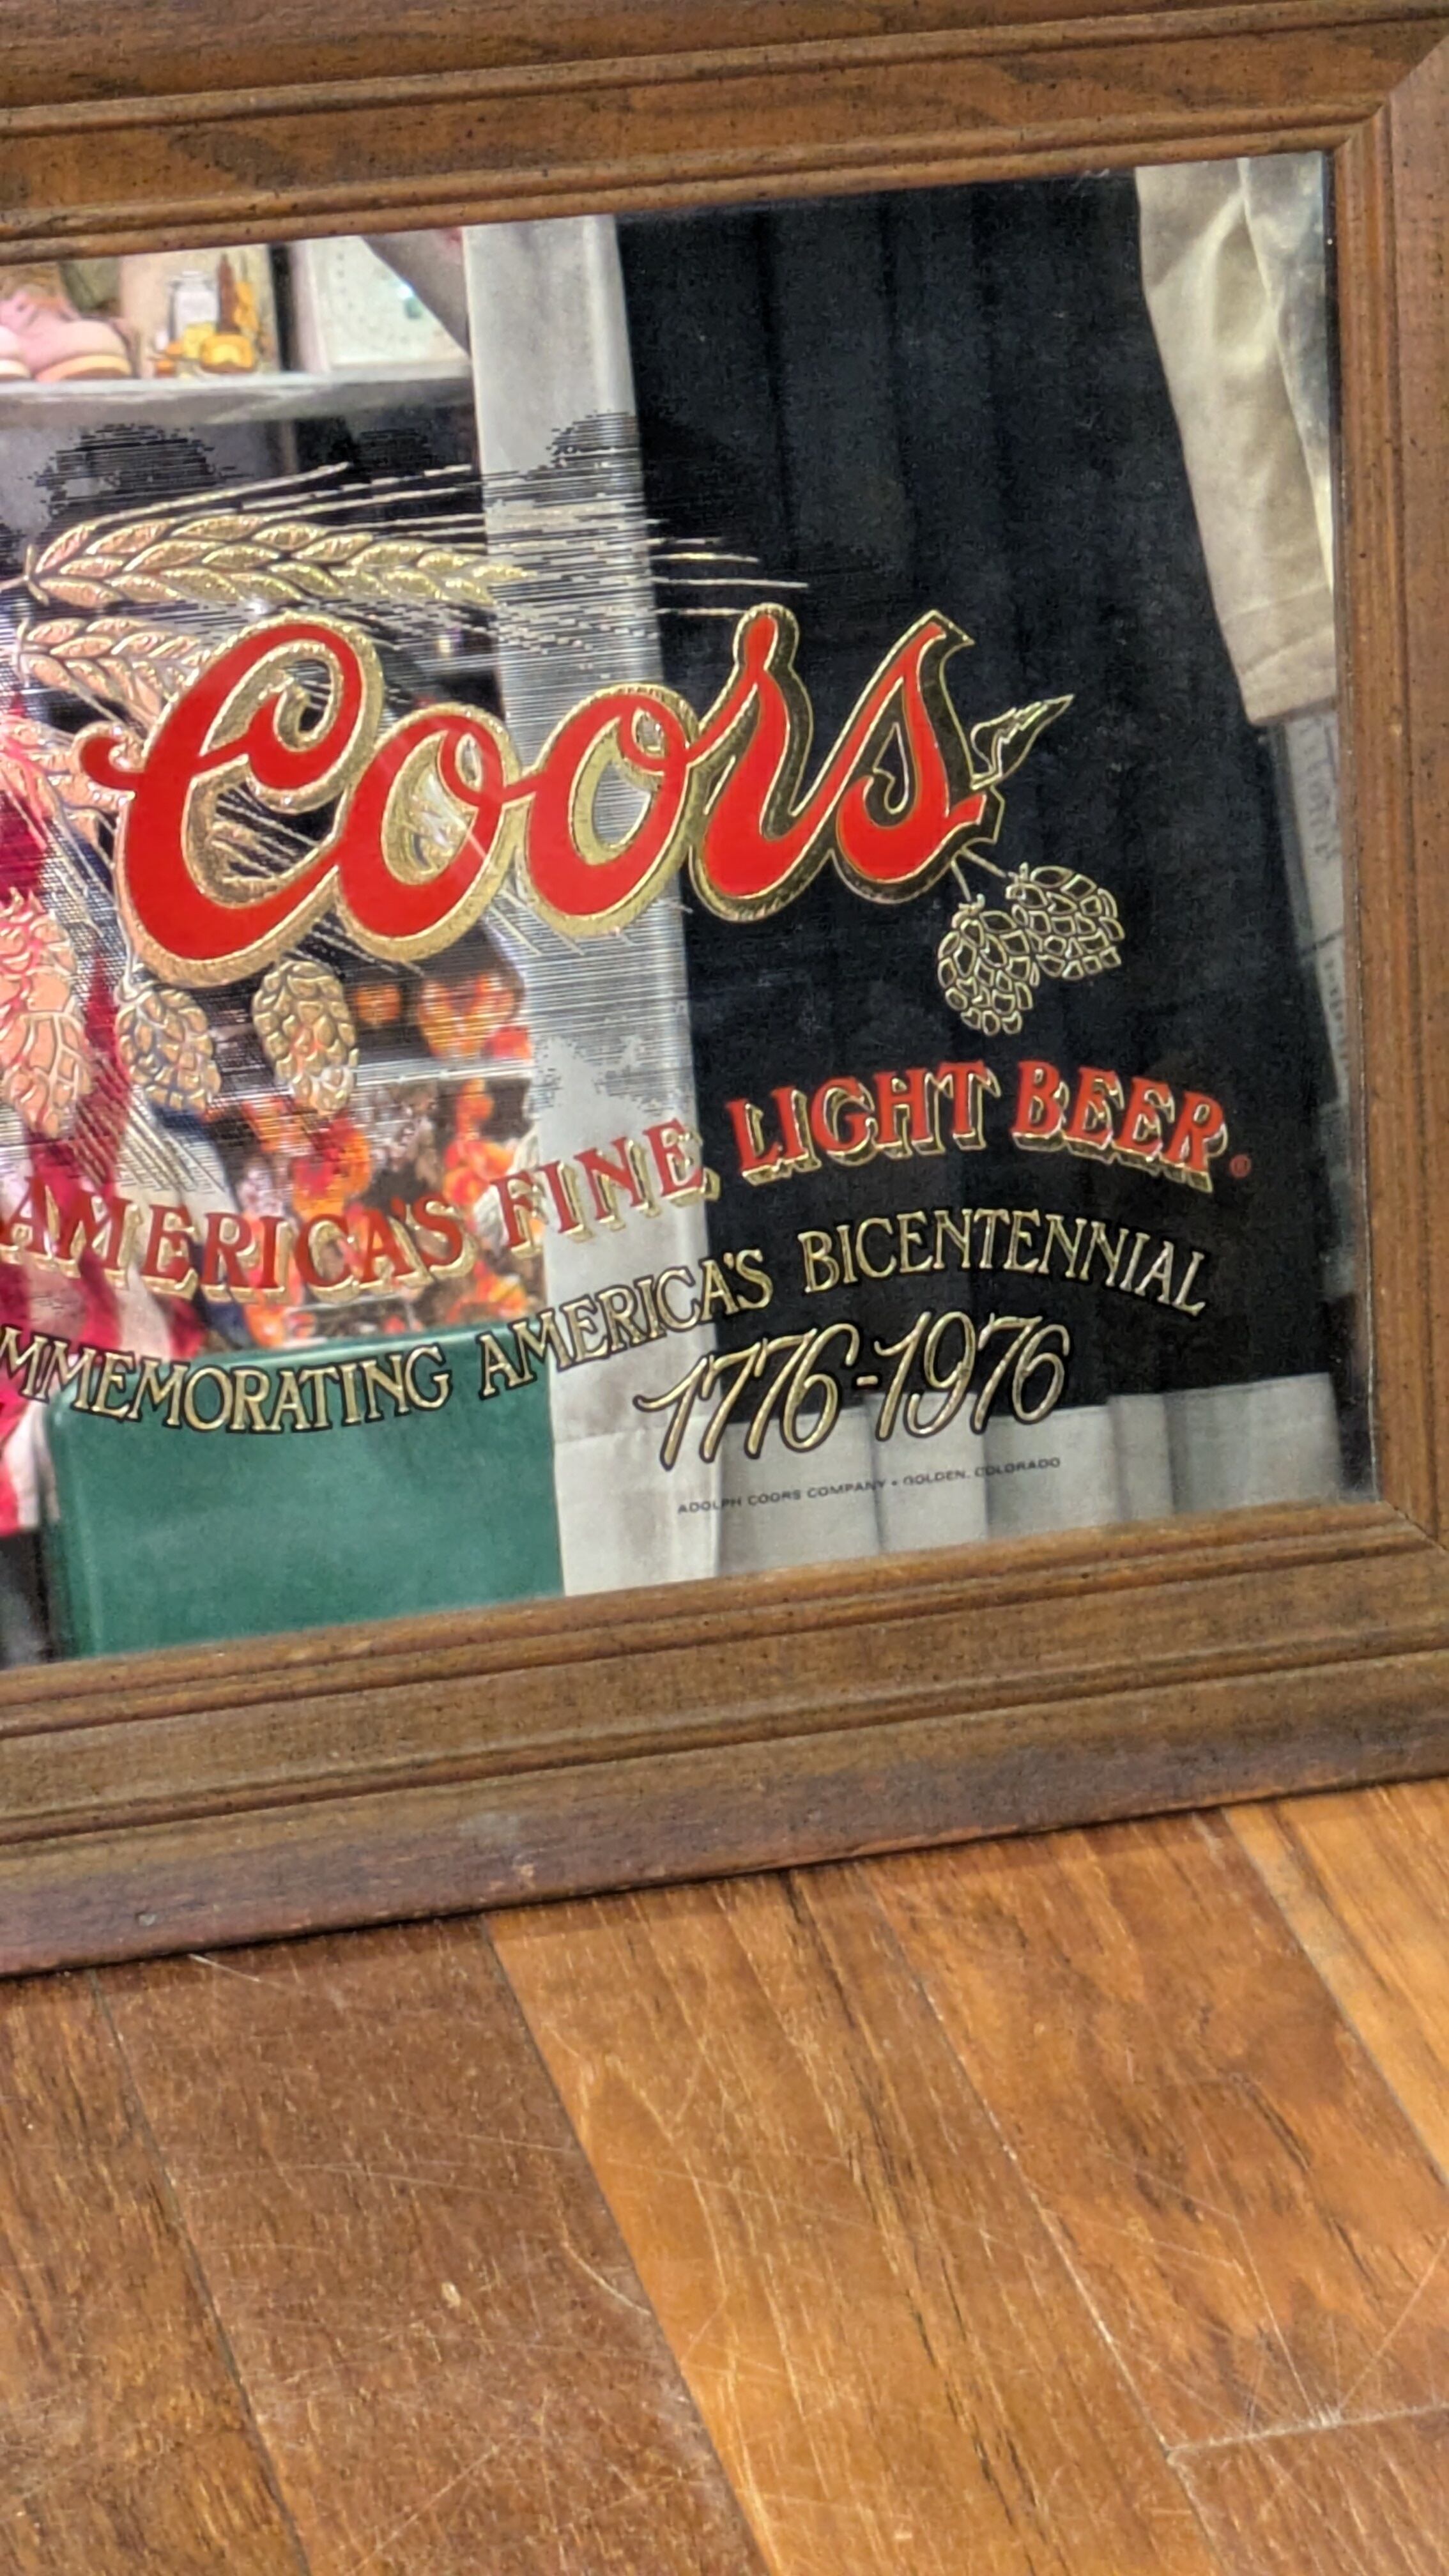 Coors
AMERICA'S FINE LIGHT BEER®
MMEMORATING AMERICA'S BICENTENNIAL
1776-1976
ADOLPH COORS COMPANY • GOLDEN, COLORADO